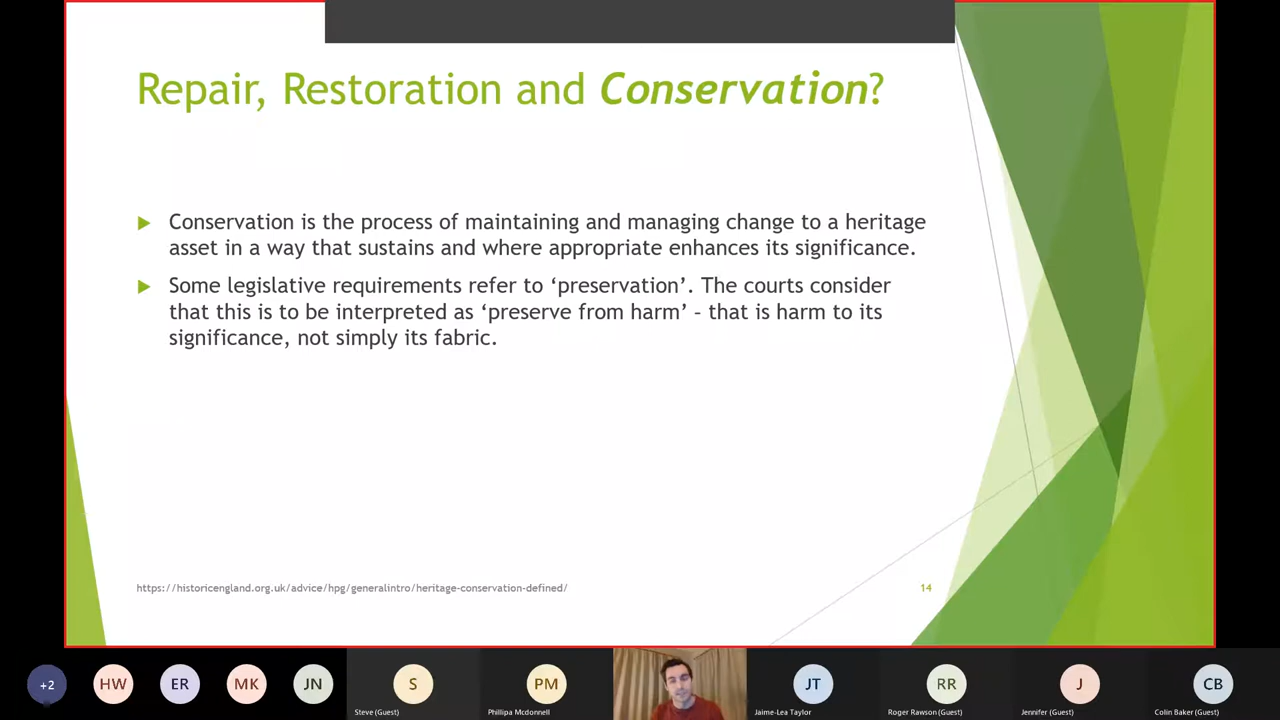 Repair, Restoration and Conservation?
Conservation is the process of maintaining and managing change to a heritage
asset in a way that sustains and where appropriate enhances its significance.
Some legislative requirements refer to ‘preservation’. The courts consider
that this is to be interpreted as ‘preserve from harm’ - that is harm to its
significance, not simply its fabric.
https://historicengland.org.uk/advice/hpg/generalintro/heritage-conservation-defined/
14
+2
HW
ER
MK
JN
S
PM
JT
RR
J
CB
Steve (Guest)
Phillipa Mcdonnell
Jaime-Lea Taylor
Roger Rawson (Guest)
Jennifer (Guest)
Colin Baker (Guest)